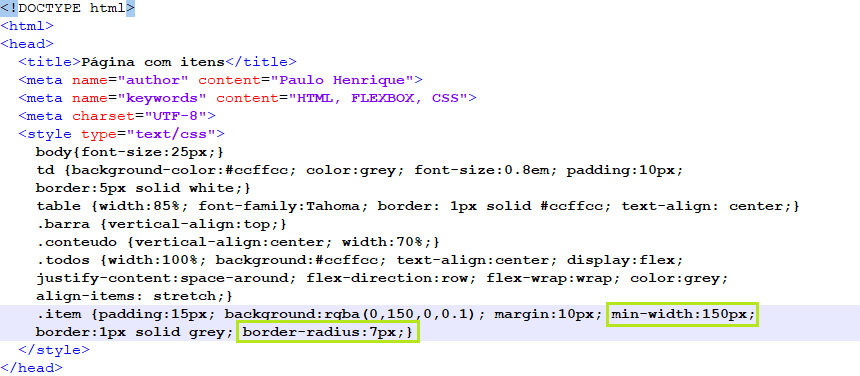 <!DOCTYPE html>
<html>
<head>
<title>Página com itens</title>
<meta name="author" content="Paulo Henrique">
<meta name="keywords" content="HTML, FLEXBOX, CSS">
<meta charset="UTF-8">
<style type="text/css">
body{font-size:25px;}
td {background-color:#ccffcc; color:grey; font-size:0.8em; padding:10px;
border:5px solid white;}
table {width:85%; font-family:Tahoma; border: 1px solid #ccffcc; text-align: center;}
.barra {vertical-align:top;}
.conteudo {vertical-align:center; width:70%;}
.todos {width:100%; background:#ccffcc; text-align:center; display:flex;
justify-content:space-around; flex-direction:row; flex-wrap:wrap; color:grey;
align-items: stretch;}
.item {padding:15px; background:rgba(0,150,0,0.1); margin:10px; min-width:150px;
border:1px solid grey; border-radius:7px;}
</style>
</head>